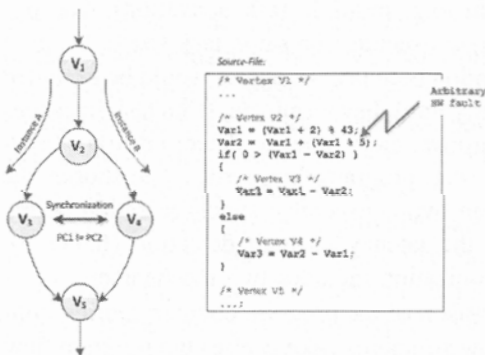 V1
Instance A
Instance B
V2
V3
Synchronization
PC1 != PC2
V4
V5
Source-File:
/* Vertex V1 */
...
/* Vertex V2 */
Var1 = (Var1 + 2) % 43;
Var2 = Var1 + (Var1 % 5);
if( 0 > (Var1 - Var2) )
{
/* Vertex V3 */
Var3 = Var1 - Var2;
}
else
{
/* Vertex V4 */
Var3 = Var2 - Var1;
}
/* Vertex V5 */
...;
Arbitrary
HW fault